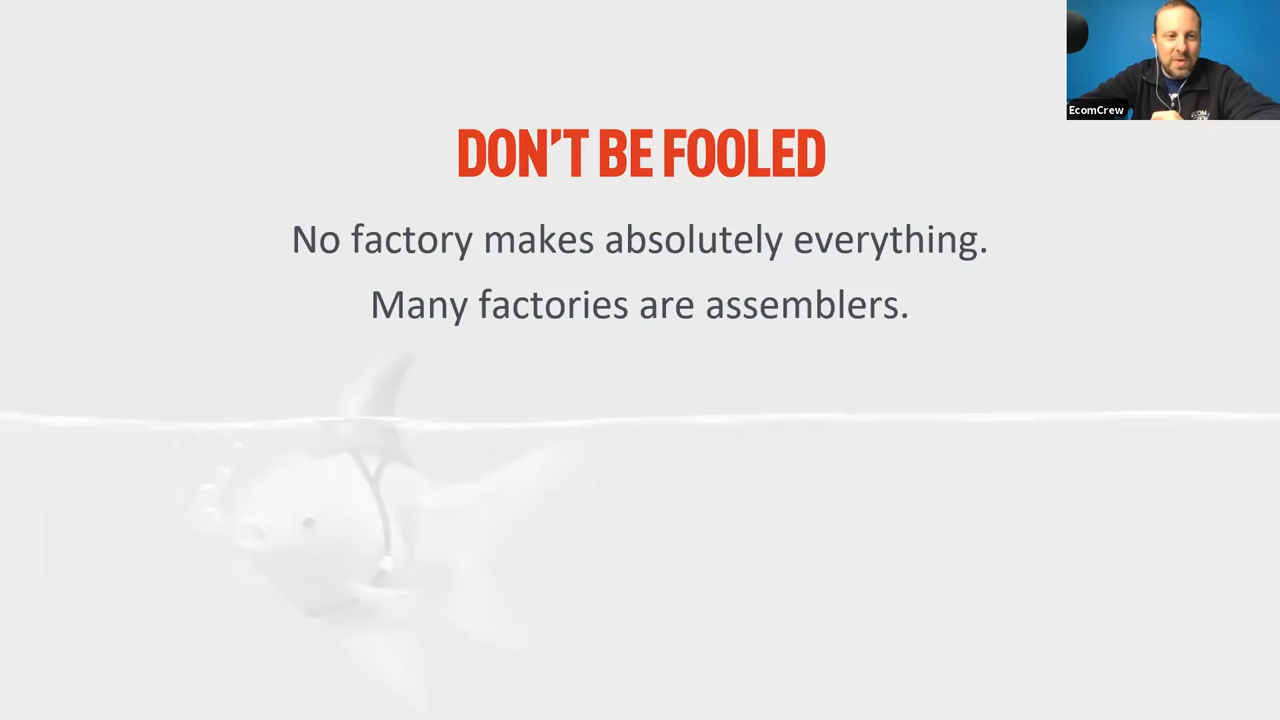 EcomCrew
DON'T BE FOOLED
No factory makes absolutely everything.
Many factories are assemblers.